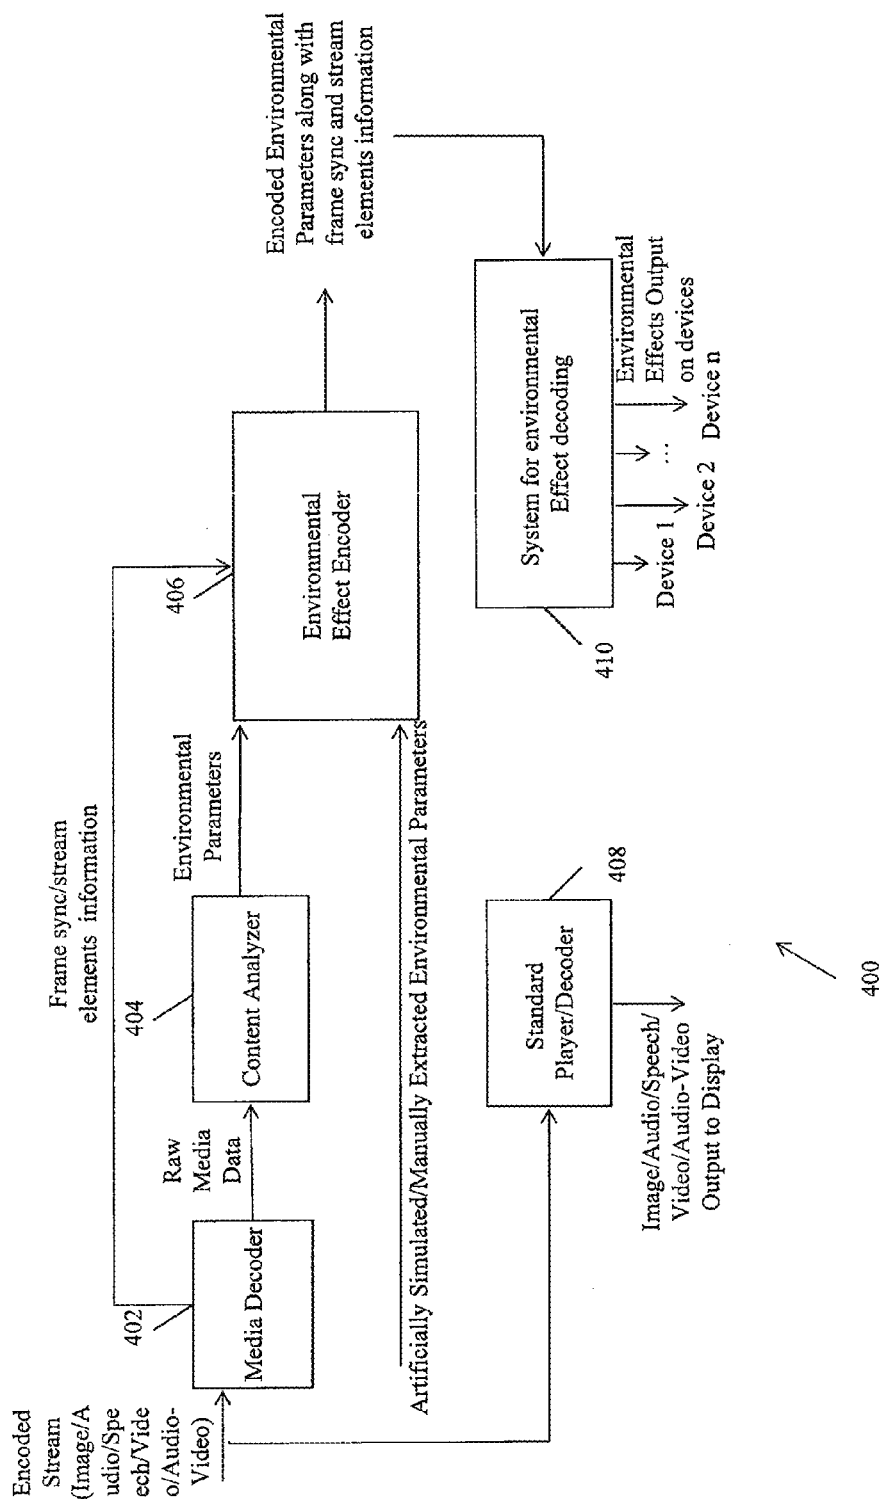 Encoded
Stream
(Image/A
udio/Spe
ech/Vide
o/Audio-
Video)
402
Media Decoder
Raw
Media
Data
Frame sync/stream
elements information
404
Content Analyzer
Environmental
Parameters
406
Environmental
Effect Encoder
Encoded Environmental
Parameters along with
frame sync and stream
elements information
Artificially Simulated/Manually Extracted Environmental Parameters
Standard
Player/Decoder
408
Image/Audio/Speech/
Video/Audio-Video
Output to Display
System for environmental
Effect decoding
410
Device 1
Device 2
...
Device n
Environmental
Effects Output
on devices
400